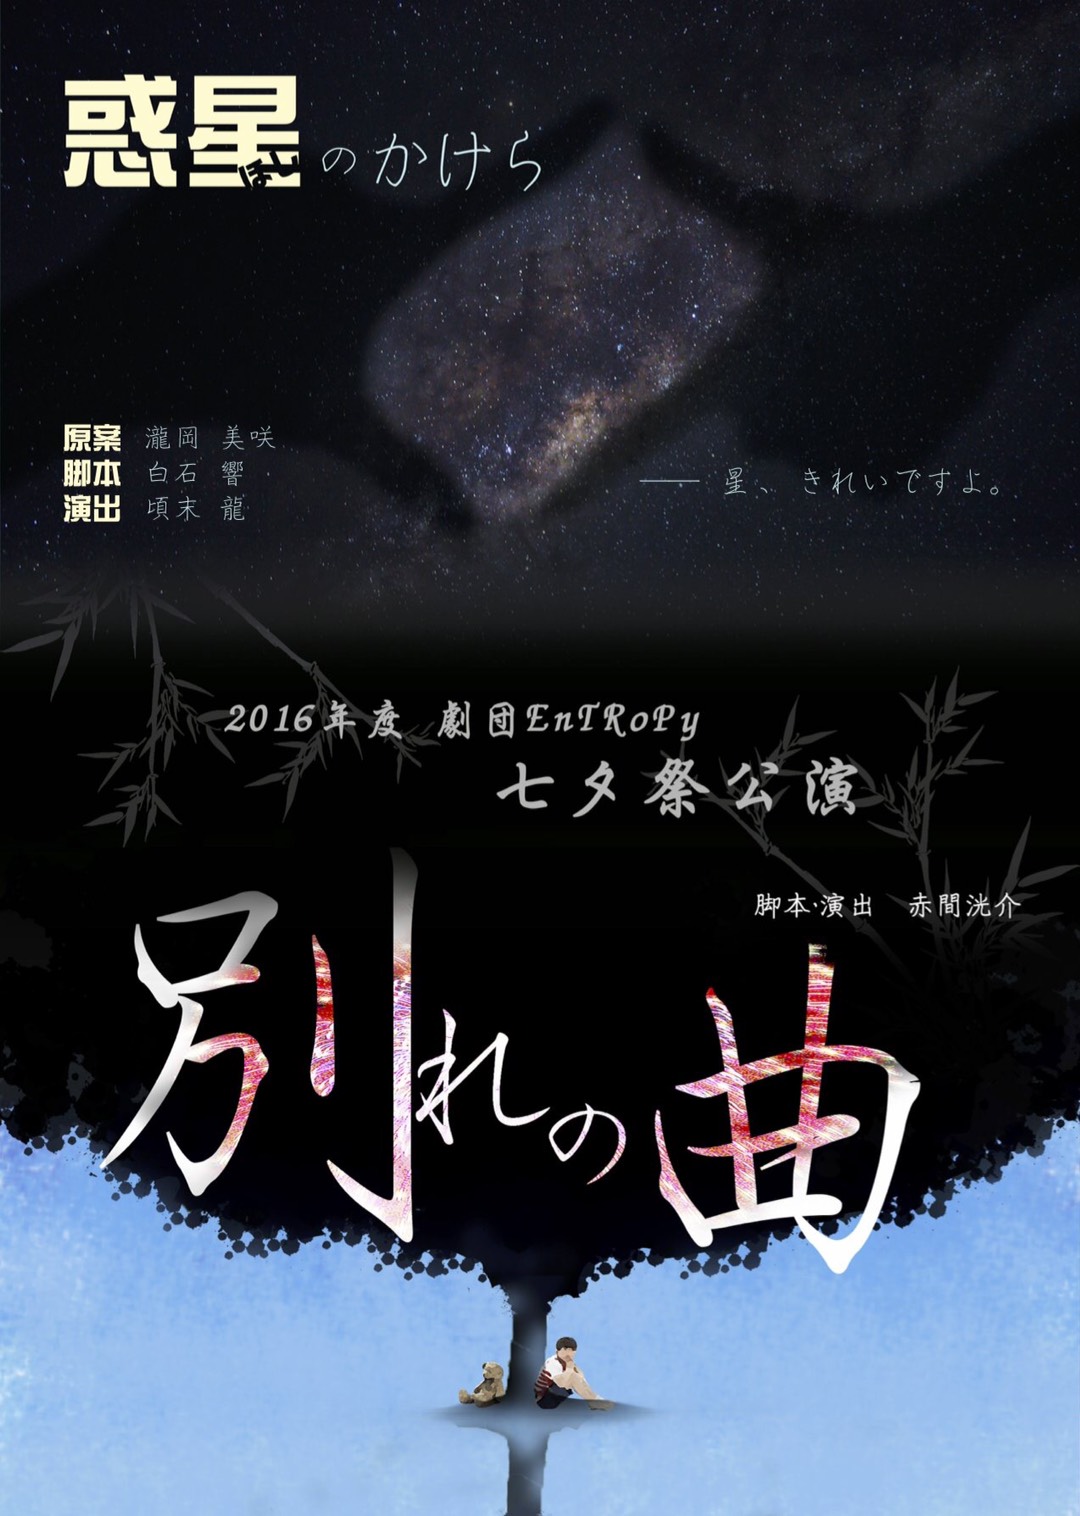 惑星のかけら
ほし
原案 瀧岡 美咲
脚本 白石 響
演出 頃末 龍
── 星、きれいですよ。
2016年度 劇団EnTRoPy
七夕祭公演
脚本・演出 赤間洸介
別れの曲